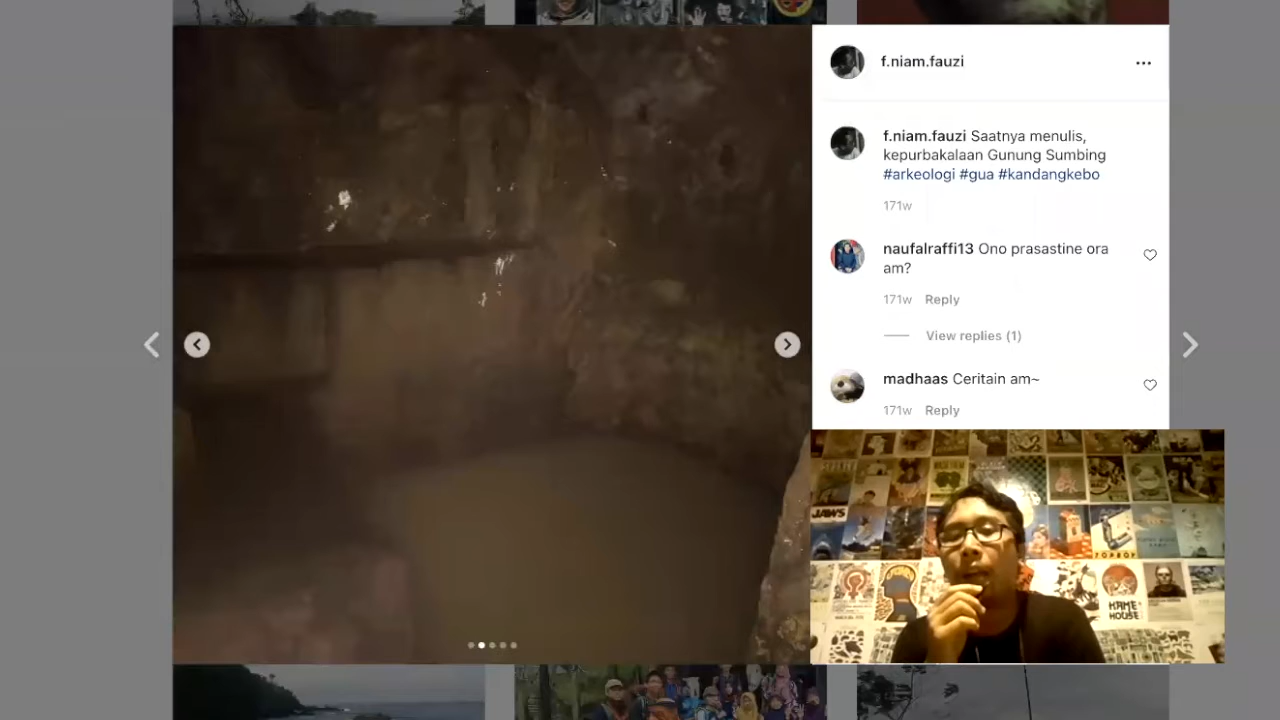 f.niam.fauzi
f.niam.fauzi Saatnya menulis,
kepurbakalaan Gunung Sumbing
#arkeologi #gua #kandangkebo
171w
naufalraffi13 Ono prasastine ora
am?
171w Reply
View replies (1)
madhaas Ceritain am~
171w Reply
JAWS
TOPBOY
KAME
HOUSE